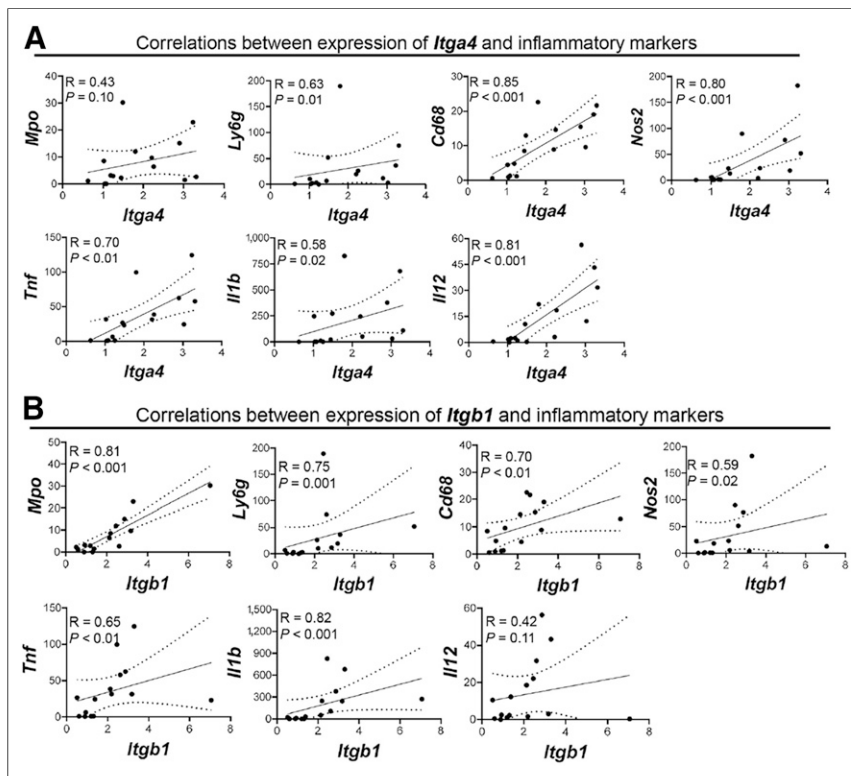 A
Correlations between expression of Itga4 and inflammatory markers
R = 0.43
P = 0.10
Mpo
40
30
20
10
0
0 1 2 3 4
Itga4
R = 0.63
P = 0.01
Ly6g
200
150
100
50
0
0 1 2 3 4
Itga4
R = 0.85
P < 0.001
Cd68
30
20
10
0
0 1 2 3 4
Itga4
R = 0.80
P < 0.001
Nos2
200
150
100
50
0
0 1 2 3 4
Itga4
R = 0.70
P < 0.01
Tnf
150
100
50
0
0 1 2 3 4
Itga4
R = 0.58
P = 0.02
Il1b
1,000
750
500
250
0
0 1 2 3 4
Itga4
R = 0.81
P < 0.001
Il12
60
45
30
15
0
0 1 2 3 4
Itga4
B
Correlations between expression of Itgb1 and inflammatory markers
R = 0.81
P < 0.001
Mpo
50
40
30
20
10
0
0 2 4 6 8
Itgb1
R = 0.75
P = 0.001
Ly6g
200
150
100
50
0
0 2 4 6 8
Itgb1
R = 0.70
P < 0.01
Cd68
40
30
20
10
0
0 2 4 6 8
Itgb1
R = 0.59
P = 0.02
Nos2
200
150
100
50
0
0 2 4 6 8
Itgb1
R = 0.65
P < 0.01
Tnf
150
100
50
0
0 2 4 6 8
Itgb1
R = 0.82
P < 0.001
Il1b
1,500
1,200
900
600
300
0
0 2 4 6 8
Itgb1
R = 0.42
P = 0.11
Il12
60
40
20
0
0 2 4 6 8
Itgb1